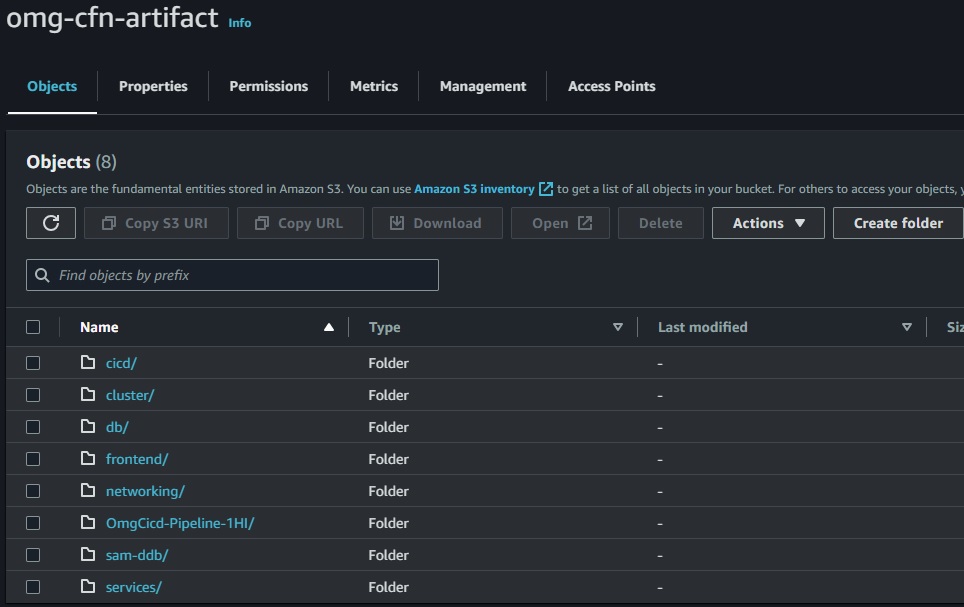 omg-cfn-artifact Info
Objects Properties Permissions Metrics Management Access Points
Objects (8)
Objects are the fundamental entities stored in Amazon S3. You can use Amazon S3 inventory to get a list of all objects in your bucket. For others to access your objects,
Copy S3 URI Copy URL Download Open Delete Actions Create folder
Find objects by prefix
Name Type Last modified
cicd/ Folder -
cluster/ Folder -
db/ Folder -
frontend/ Folder -
networking/ Folder -
OmgCicd-Pipeline-1HI/ Folder -
sam-ddb/ Folder -
services/ Folder -